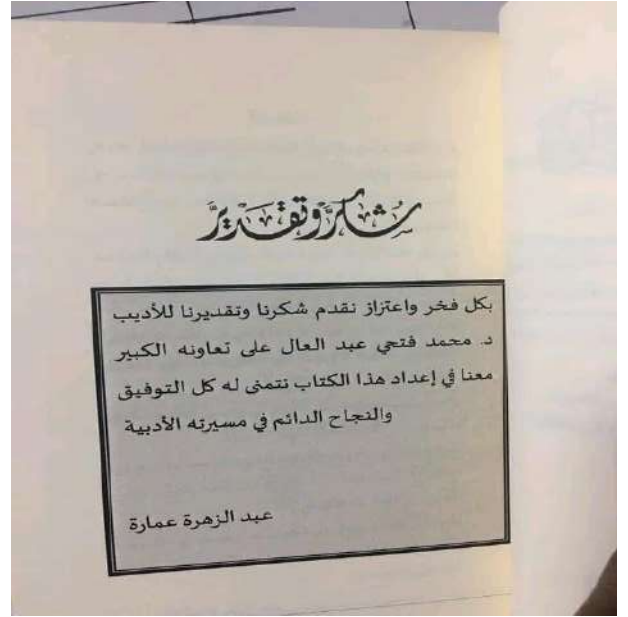 شكر وتقدير
بكل فخر واعتزاز نقدم شكرنا وتقديرنا للأديب
د. محمد فتحي عبد العال على تعاونه الكبير
معنا في إعداد هذا الكتاب نتمنى له كل التوفيق
والنجاح الدائم في مسيرته الأدبية
عبد الزهرة عمارة